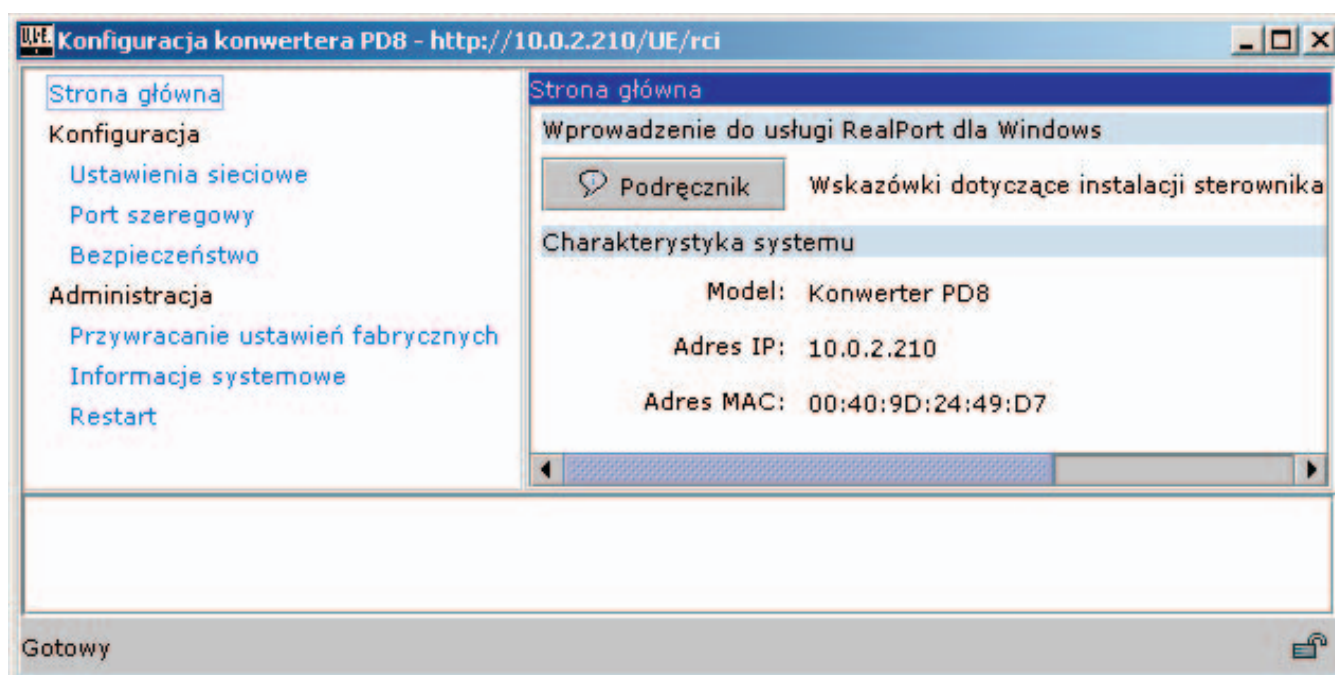 Konfiguracja konwertera PD8 - http://10.0.2.210/UE/rci
Strona główna
Konfiguracja
Ustawienia sieciowe
Port szeregowy
Bezpieczeństwo
Administracja
Przywracanie ustawień fabrycznych
Informacje systemowe
Restart
Strona główna
Wprowadzenie do usługi RealPort dla Windows
Podręcznik Wskazówki dotyczące instalacji sterownika
Charakterystyka systemu
Model: Konwerter PD8
Adres IP: 10.0.2.210
Adres MAC: 00:40:9D:24:49:D7
Gotowy